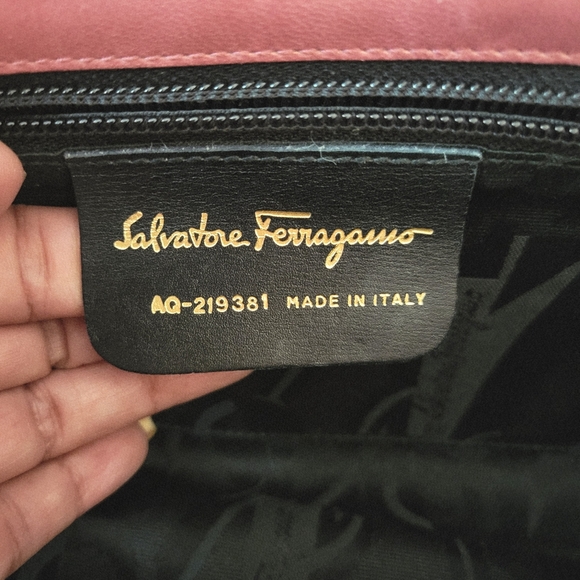 Salvatore Ferragamo
AQ-219381 MADE IN ITALY